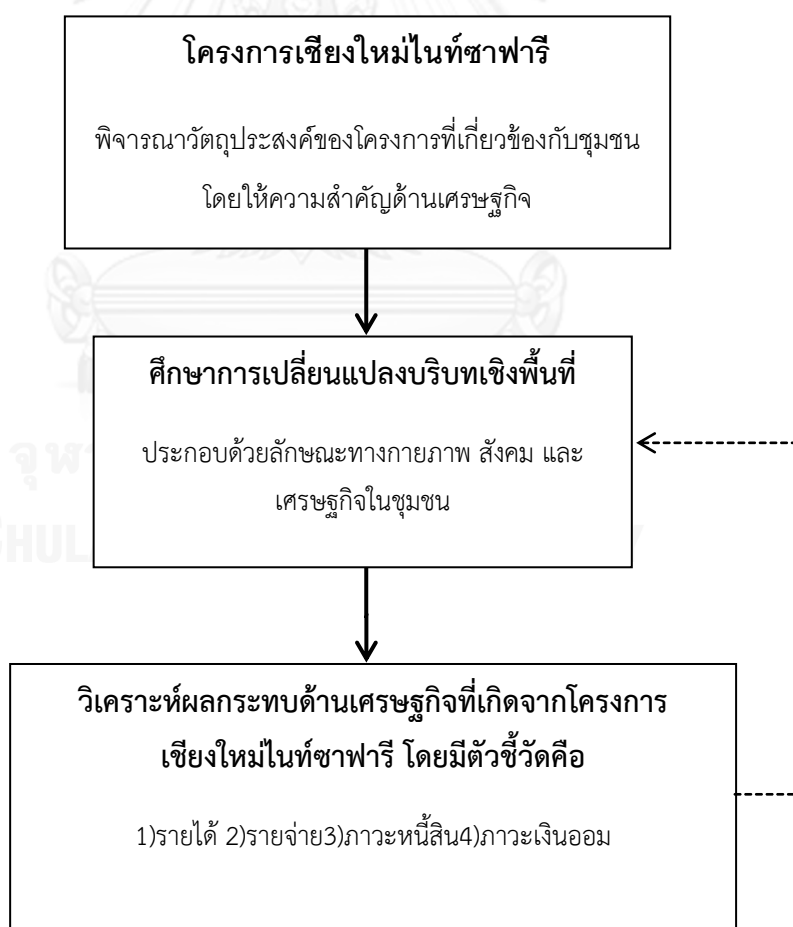 โครงการเชียงใหม่ไนท์ซาฟารี
พิจารณาวัตถุประสงค์ของโครงการที่เกี่ยวข้องกับชุมชน
โดยให้ความสำคัญด้านเศรษฐกิจ
ศึกษาการเปลี่ยนแปลงบริบทเชิงพื้นที่
ประกอบด้วยลักษณะทางกายภาพ สังคม และ
เศรษฐกิจในชุมชน
วิเคราะห์ผลกระทบด้านเศรษฐกิจที่เกิดจากโครงการ
เชียงใหม่ไนท์ซาฟารี โดยมีตัวชี้วัดคือ
1)รายได้ 2)รายจ่าย3)ภาวะหนี้สิน4)ภาวะเงินออม